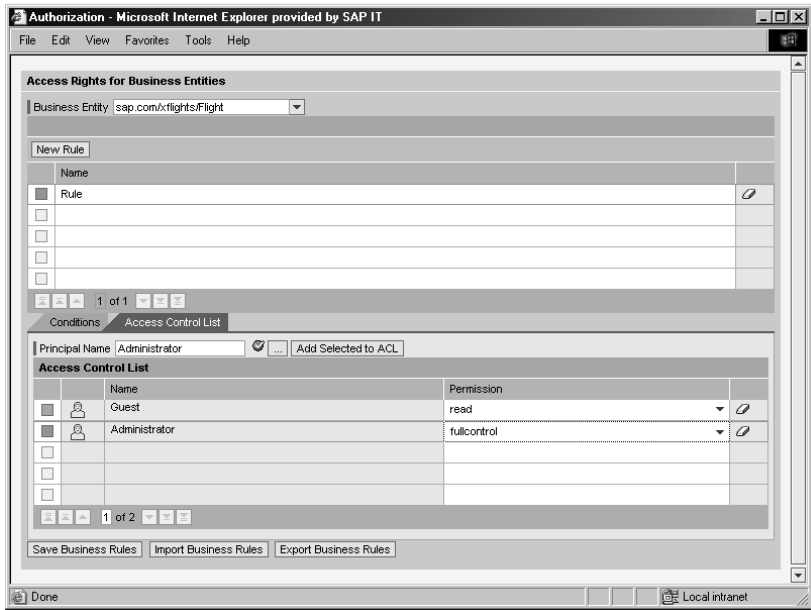 Authorization - Microsoft Internet Explorer provided by SAP IT
File Edit View Favorites Tools Help
Access Rights for Business Entities
Business Entity sap.com/xflights/Flight
New Rule
Name
Rule
1 of 1
Conditions Access Control List
Principal Name Administrator ... Add Selected to ACL
Access Control List
Name Permission
Guest read
Administrator fullcontrol
1 of 2
Save Business Rules Import Business Rules Export Business Rules
Done Local intranet